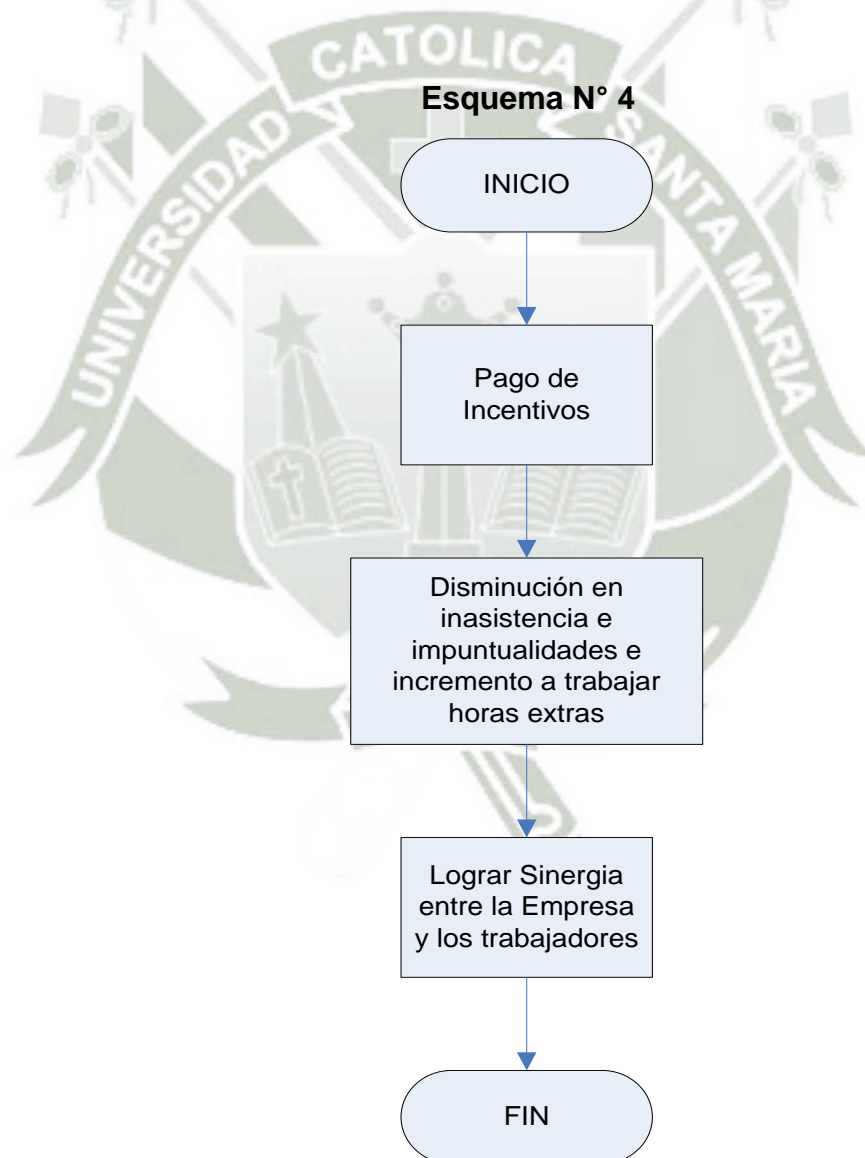 UNIVERSIDAD CATOLICA SANTA MARIA
Esquema N° 4
INICIO
Pago de
Incentivos
Disminución en
inasistencia e
impuntualidades e
incremento a trabajar
horas extras
Lograr Sinergia
entre la Empresa
y los trabajadores
FIN